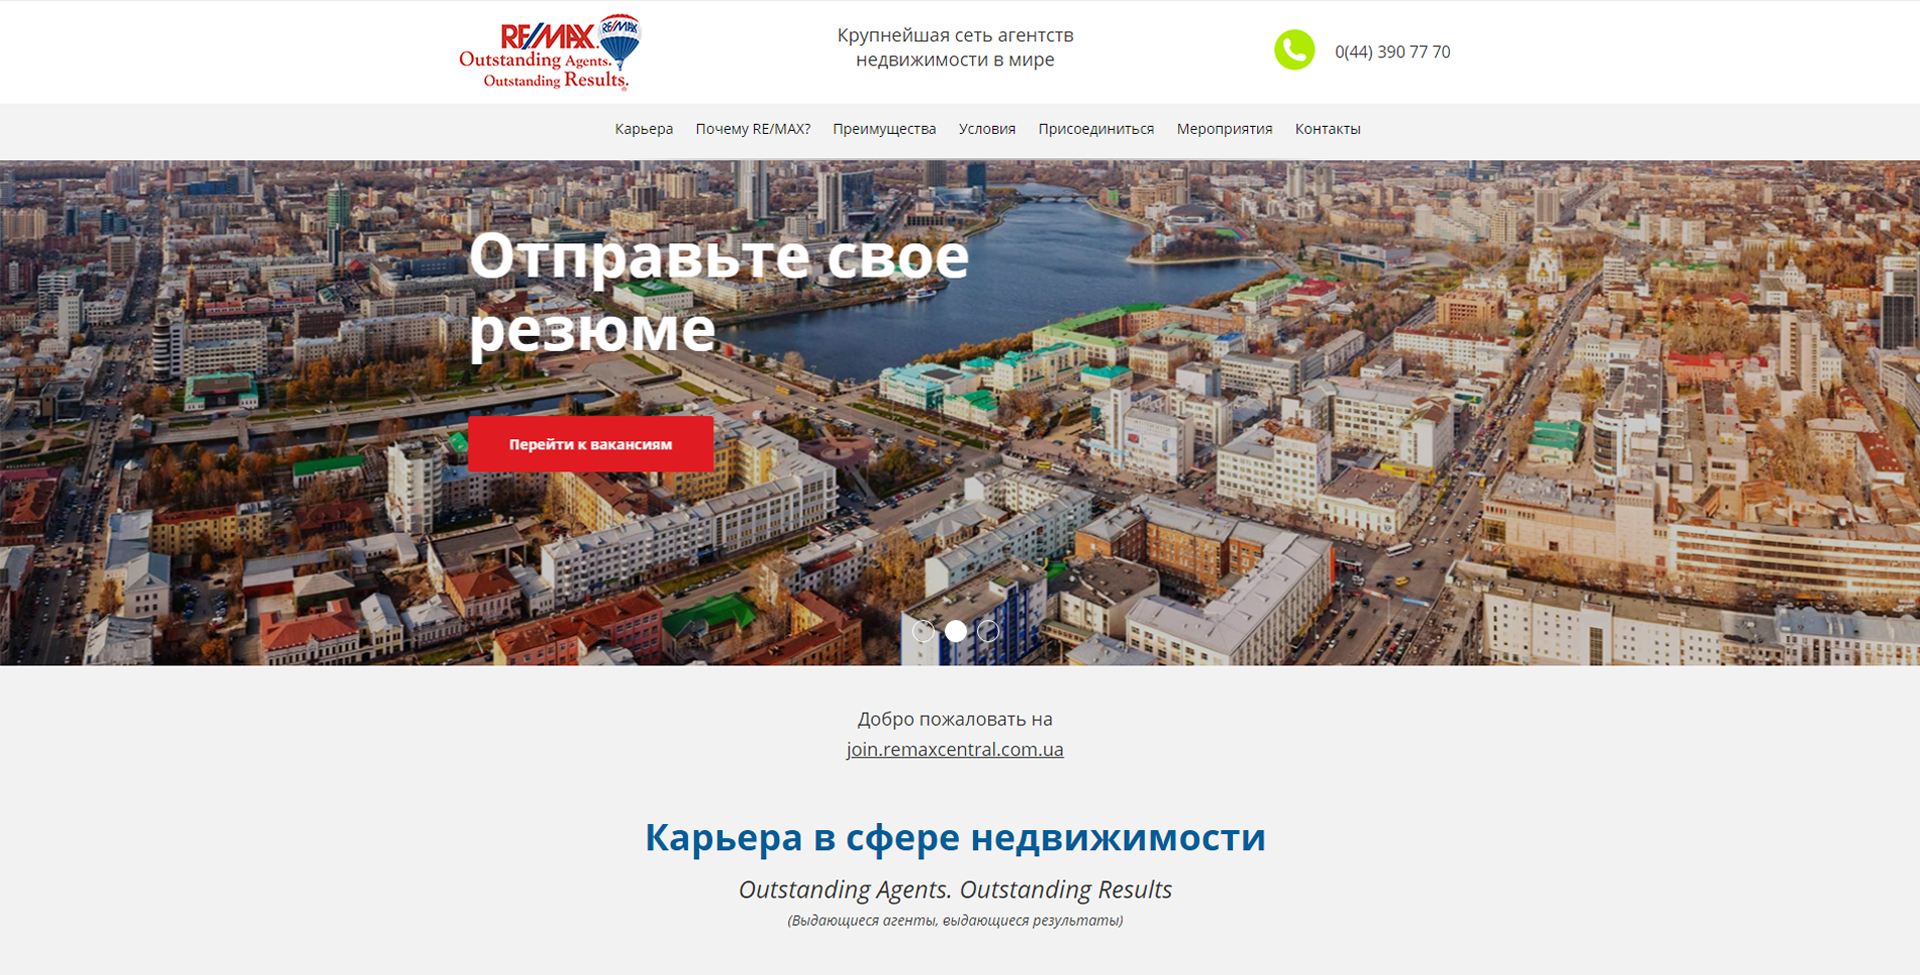 RE/MAX
RE/MAX
Outstanding Agents.
Outstanding Results.
Крупнейшая сеть агентств
недвижимости в мире
0(44) 390 77 70
Карьера Почему RE/MAX? Преимущества Условия Присоединиться Мероприятия Контакты
Отправьте свое
резюме
Перейти к вакансиям
Добро пожаловать на
join.remaxcentral.com.ua
Карьера в сфере недвижимости
Outstanding Agents. Outstanding Results
(Выдающиеся агенты, выдающиеся результаты)